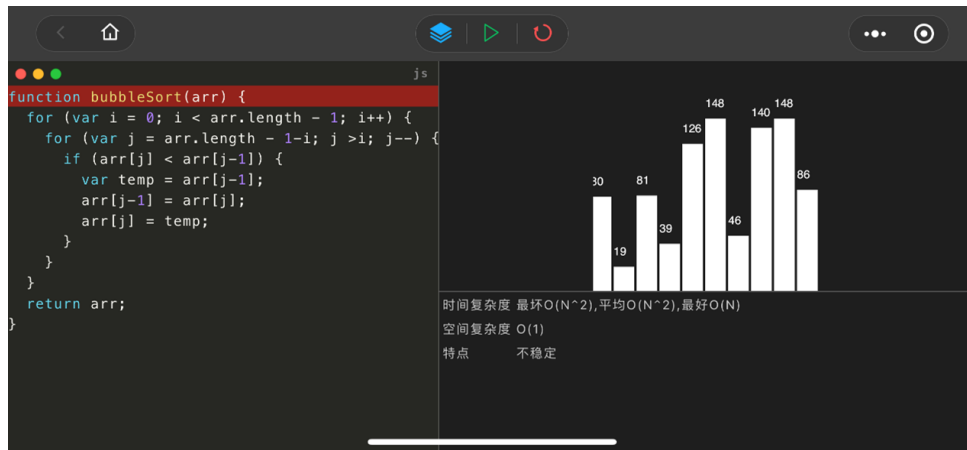 js
function bubbleSort(arr) {
for (var i = 0; i < arr.length - 1; i++) {
for (var j = arr.length - 1-i; j >i; j--) {
if (arr[j] < arr[j-1]) {
var temp = arr[j-1];
arr[j-1] = arr[j];
arr[j] = temp;
}
}
}
return arr;
}
148 148
140
126
80 81 86
46
39
19
时间复杂度 最坏O(N^2),平均O(N^2),最好O(N)
空间复杂度 O(1)
特点 不稳定